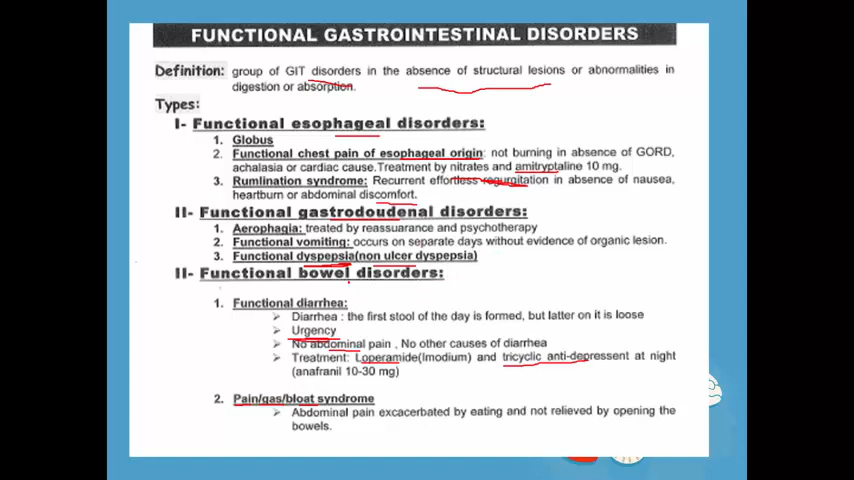 FUNCTIONAL GASTROINTESTINAL DISORDERS
Definition: group of GIT disorders in the absence of structural lesions or abnormalities in
digestion or absorption.
Types:
I- Functional esophageal disorders:
1. Globus
2. Functional chest pain of esophageal origin: not burning in absence of GORD,
achalasia or cardiac cause.Treatment by nitrates and amitryptaline 10 mg.
3. Rumlination syndrome: Recurrent effortless regurgitation in absence of nausea,
heartburn or abdominal discomfort.
II- Functional gastrodoudenal disorders:
1. Aerophagia: treated by reassuarance and psychotherapy
2. Functional vomiting: occurs on separate days without evidence of organic lesion.
3. Functional dyspepsia(non ulcer dyspepsia)
II- Functional bowel disorders:
1. Functional diarrhea:
➢ Diarrhea : the first stool of the day is formed, but latter on it is loose
➢ Urgency
➢ No abdominal pain , No other causes of diarrhea
➢ Treatment: Loperamide(Imodium) and tricyclic anti-depressent at night
(anafranil 10-30 mg)
2. Pain/gas/bloat syndrome
➢ Abdominal pain excacerbated by eating and not relieved by opening the
bowels.